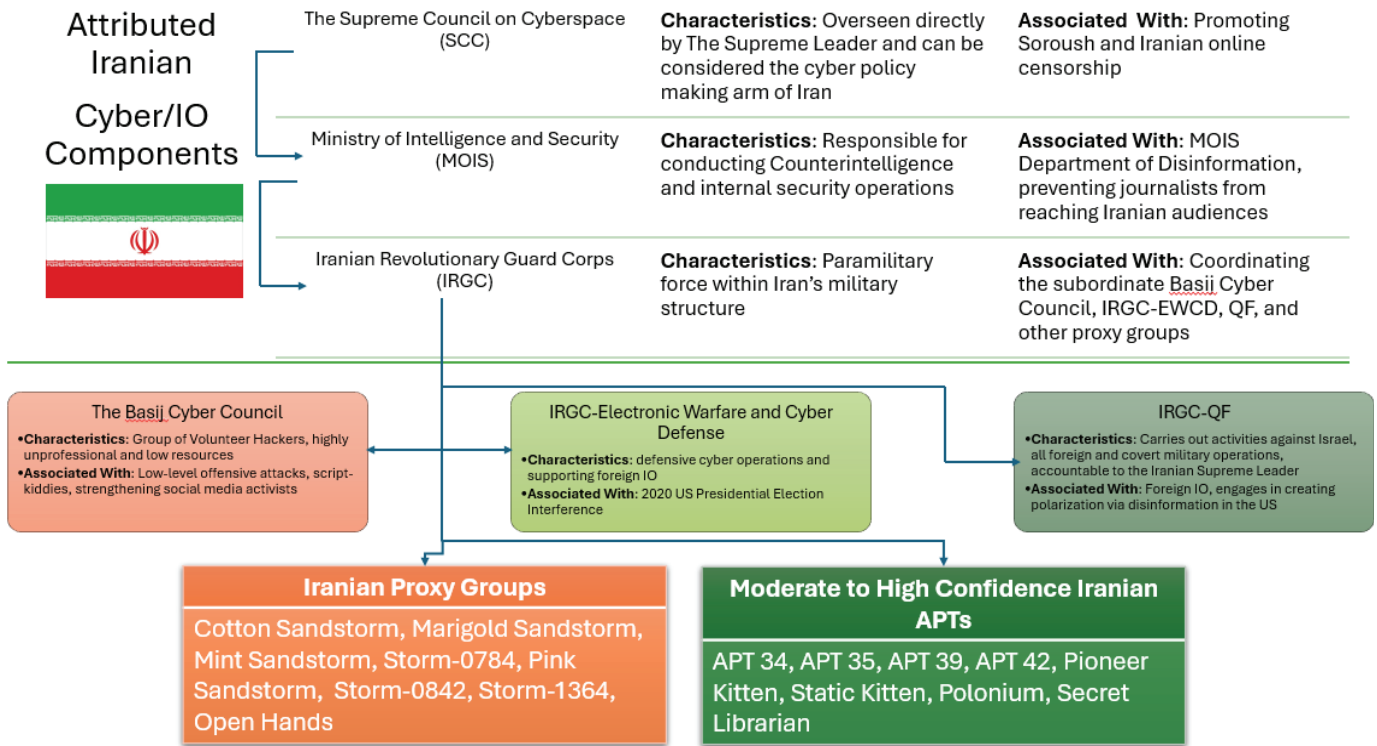 Attributed
Iranian
Cyber/IO
Components
The Supreme Council on Cyberspace
(SCC)
Characteristics: Overseen directly
by The Supreme Leader and can be
considered the cyber policy
making arm of Iran
Associated With: Promoting
Soroush and Iranian online
censorship
Ministry of Intelligence and Security
(MOIS)
Characteristics: Responsible for
conducting Counterintelligence
and internal security operations
Associated With: MOIS
Department of Disinformation,
preventing journalists from
reaching Iranian audiences
Iranian Revolutionary Guard Corps
(IRGC)
Characteristics: Paramilitary
force within Iran's military
structure
Associated With: Coordinating
the subordinate Basij Cyber
Council, IRGC-EWCD, QF, and
other proxy groups
The Basij Cyber Council
•Characteristics: Group of Volunteer Hackers, highly
unprofessional and low resources
•Associated With: Low-level offensive attacks, script-
kiddies, strengthening social media activists
IRGC-Electronic Warfare and Cyber
Defense
•Characteristics: defensive cyber operations and
supporting foreign IO
•Associated With: 2020 US Presidential Election
Interference
IRGC-QF
•Characteristics: Carries out activities against Israel,
all foreign and covert military operations,
accountable to the Iranian Supreme Leader
•Associated With: Foreign IO, engages in creating
polarization via disinformation in the US
Iranian Proxy Groups
Cotton Sandstorm, Marigold Sandstorm,
Mint Sandstorm, Storm-0784, Pink
Sandstorm, Storm-0842, Storm-1364,
Open Hands
Moderate to High Confidence Iranian
APTs
APT 34, APT 35, APT 39, APT 42, Pioneer
Kitten, Static Kitten, Polonium, Secret
Librarian